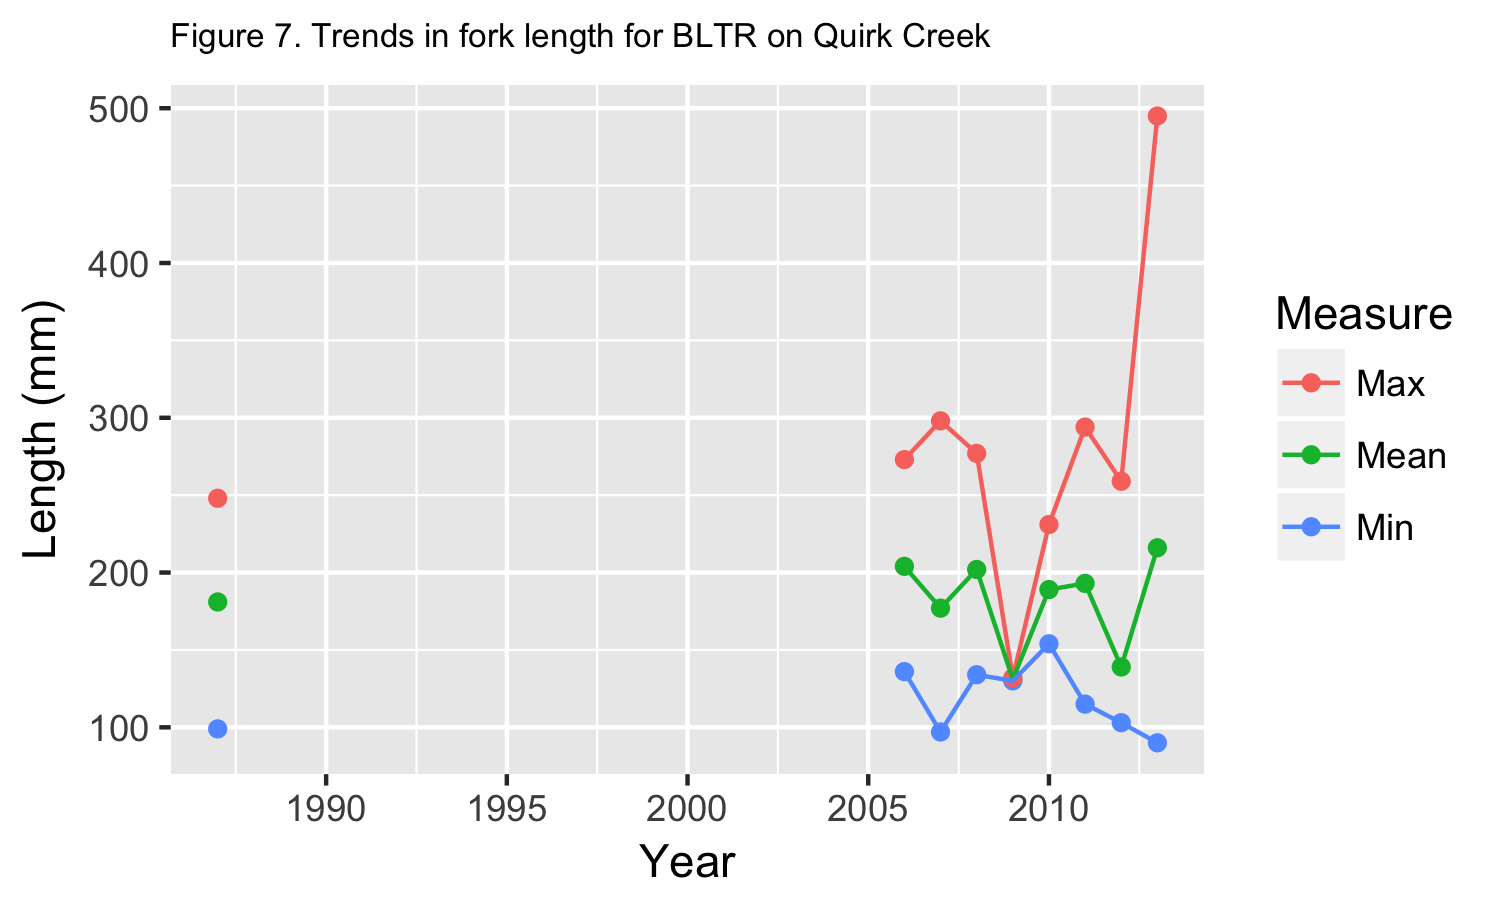 Figure 7. Trends in fork length for BLTR on Quirk Creek
500
400
300
200
100
Length (mm)
1990 1995 2000 2005 2010
Year
Measure
Max
Mean
Min